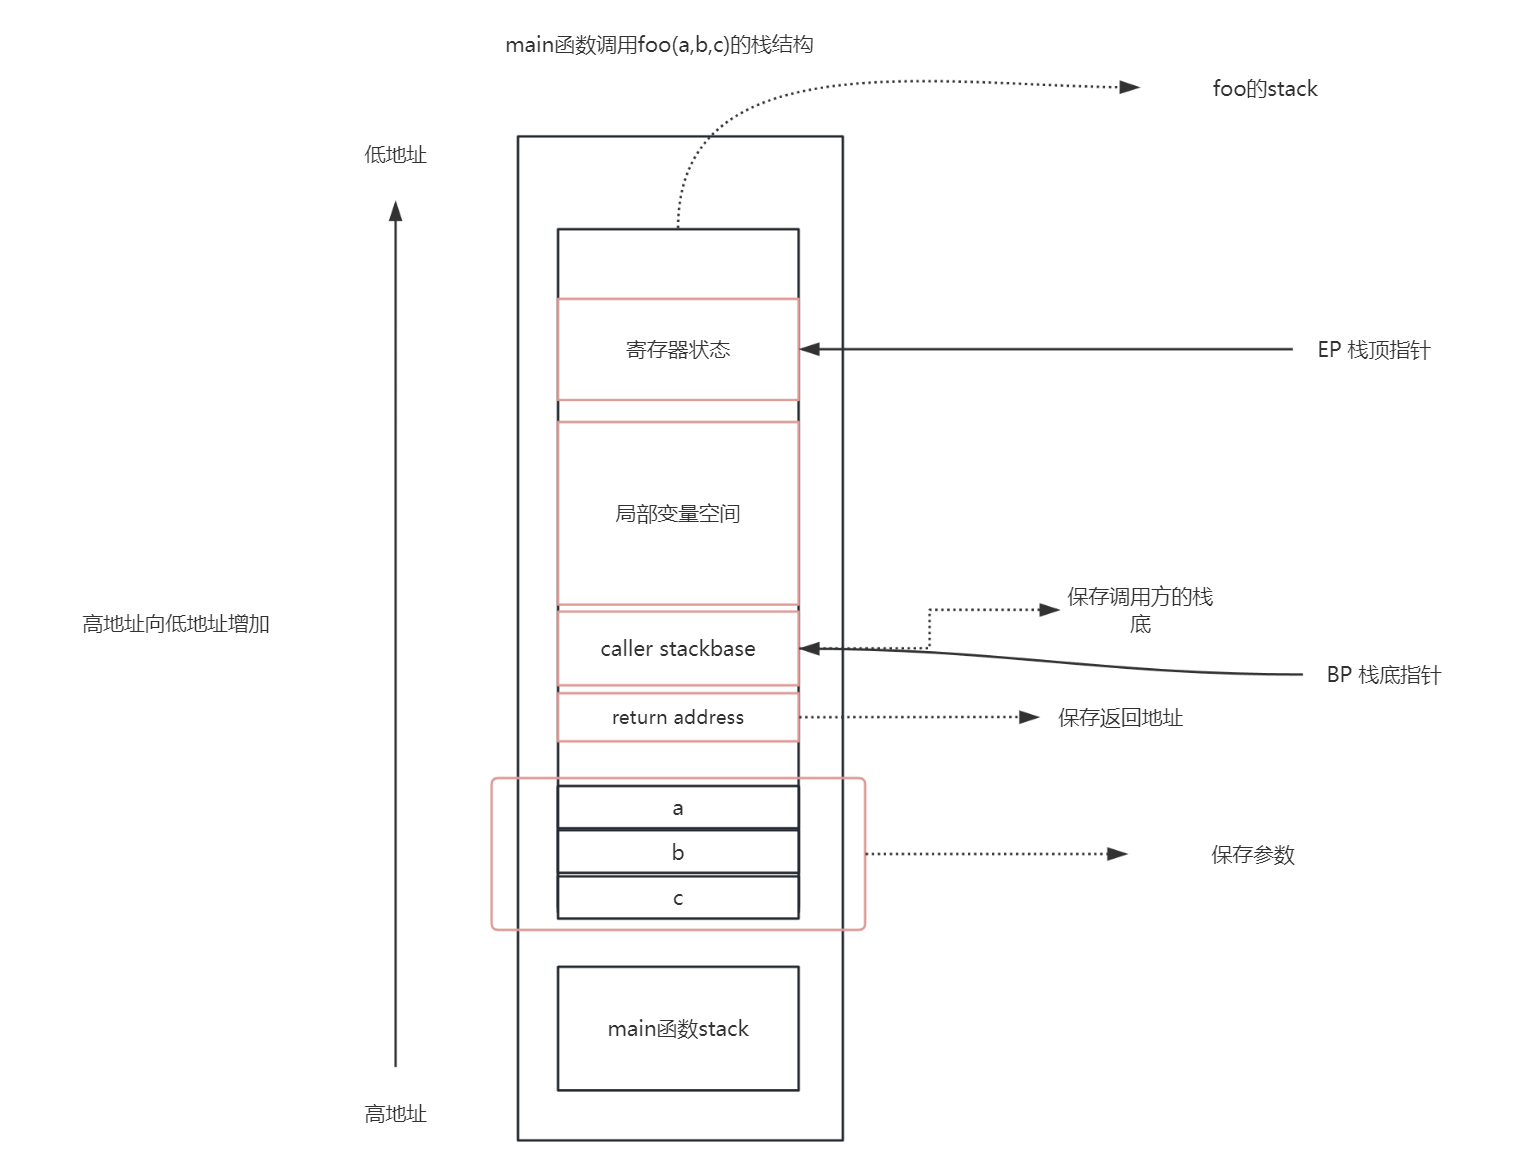 main函数调用foo(a,b,c)的栈结构
foo的stack
低地址
寄存器状态
EP 栈顶指针
局部变量空间
保存调用方的栈
底
高地址向低地址增加
caller stackbase
BP 栈底指针
return address
保存返回地址
a
b
保存参数
c
main函数stack
高地址